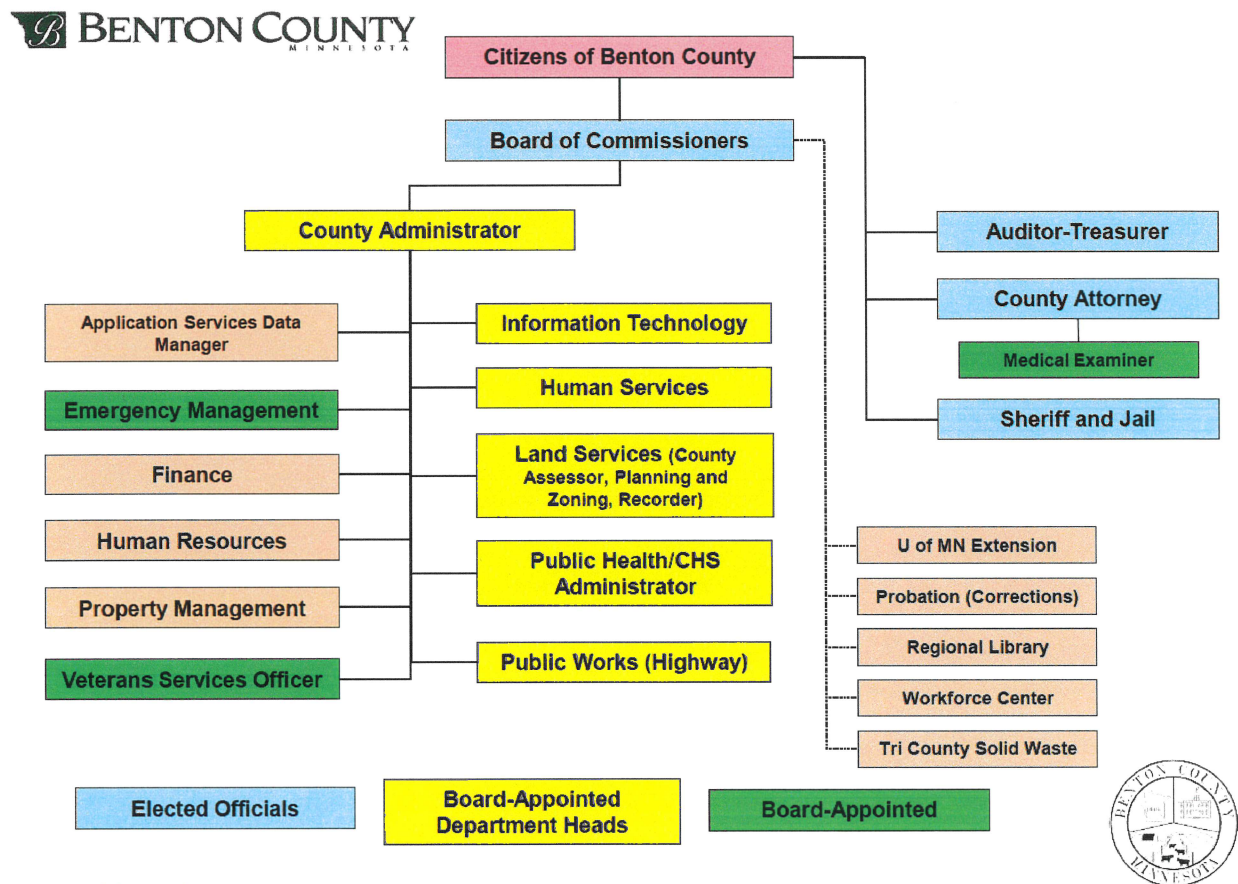 BENTON COUNTY
MINNESOTA
Citizens of Benton County
Board of Commissioners
County Administrator
Auditor-Treasurer
County Attorney
Medical Examiner
Sheriff and Jail
Application Services Data
Manager
Emergency Management
Finance
Human Resources
Property Management
Veterans Services Officer
Information Technology
Human Services
Land Services (County
Assessor, Planning and
Zoning, Recorder)
Public Health/CHS
Administrator
Public Works (Highway)
U of MN Extension
Probation (Corrections)
Regional Library
Workforce Center
Tri County Solid Waste
Elected Officials
Board-Appointed
Department Heads
Board-Appointed
BENTON COUNTY
MINNESOTA